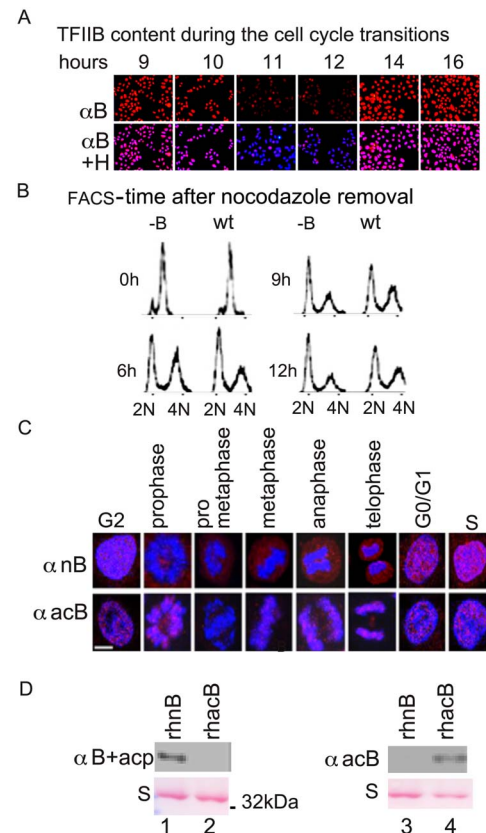 A
TFIIB content during the cell cycle transitions
hours 9 10 11 12 14 16
αB
αB
+H
B
FACS-time after nocodazole removal
-B wt -B wt
0h 9h
6h 12h
2N 4N 2N 4N 2N 4N 2N 4N
C
G2 prophase pro metaphase metaphase anaphase telophase G0/G1 S
α nB
α acB
D
rhnB rhacB rhnB rhacB
α B+acp α acB
S - 32kDa S
1 2 3 4